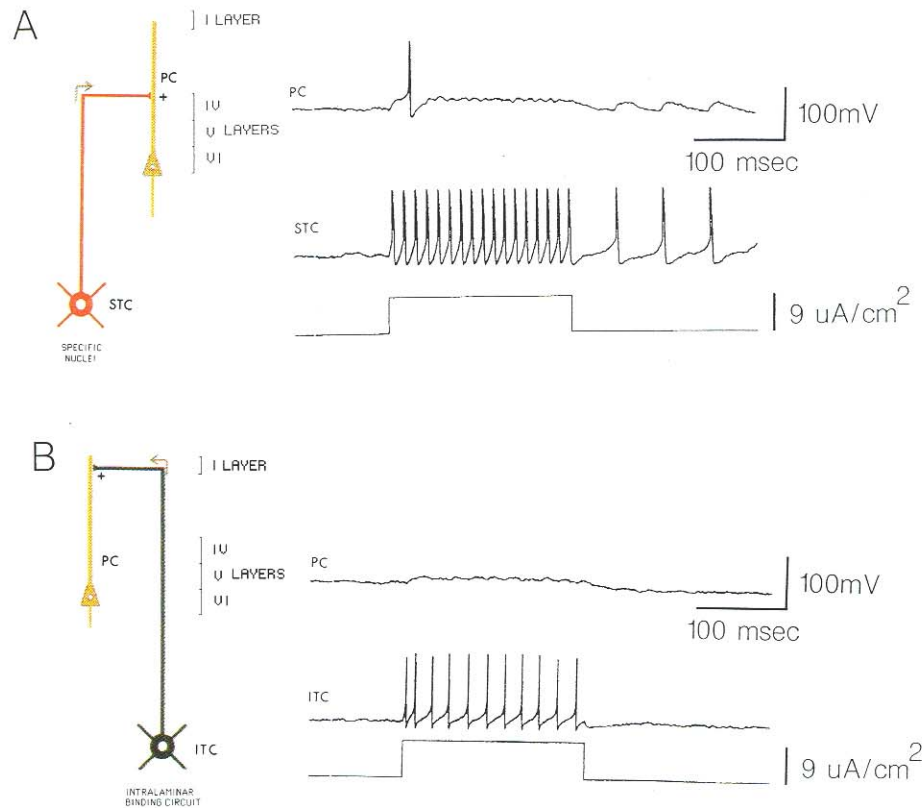 A
I LAYER
PC
+
IV
V LAYERS
VI
STC
SPECIFIC
NUCLEI
PC
100mV
100 msec
STC
9 uA/cm²
B
I LAYER
+
PC
IV
V LAYERS
VI
ITC
INTRALAMINAR
BINDING CIRCUIT
PC
100mV
100 msec
ITC
9 uA/cm²